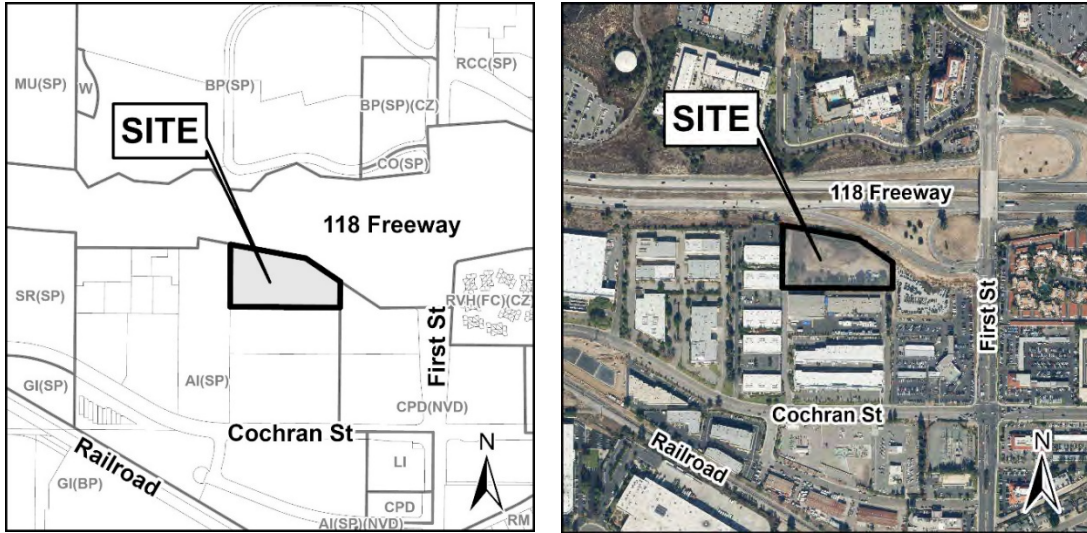 MU(SP)
W
BP(SP)
RCC(SP)
BP(SP)(CZ)
SITE
CO(SP)
118 Freeway
SR(SP)
RVH(FC)(CZ)
First St
GI(SP)
AI(SP)
CPD(NVD)
Cochran St
N
Railroad
LI
GI(BP)
CPD
AI(SP)(NVD)
RM
SITE
118 Freeway
First St
Cochran St
N
Railroad